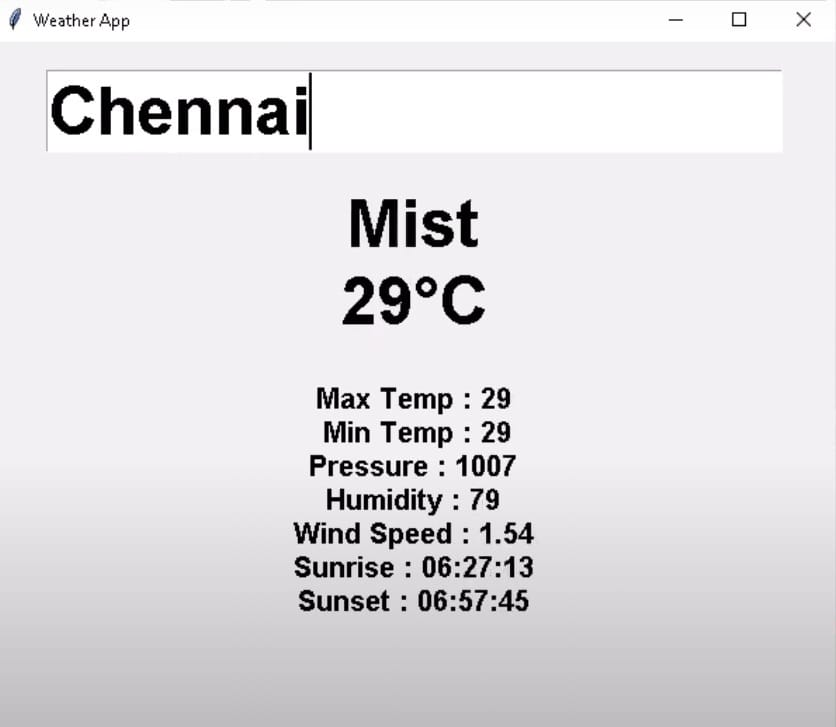 Weather App
Chennai
Mist
29°C
Max Temp : 29
Min Temp : 29
Pressure : 1007
Humidity : 79
Wind Speed : 1.54
Sunrise : 06:27:13
Sunset : 06:57:45